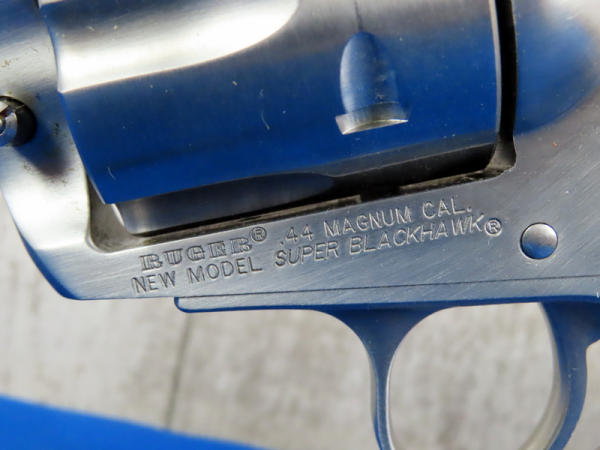 RUGER® .44 MAGNUM CAL.
NEW MODEL SUPER BLACKHAWK®